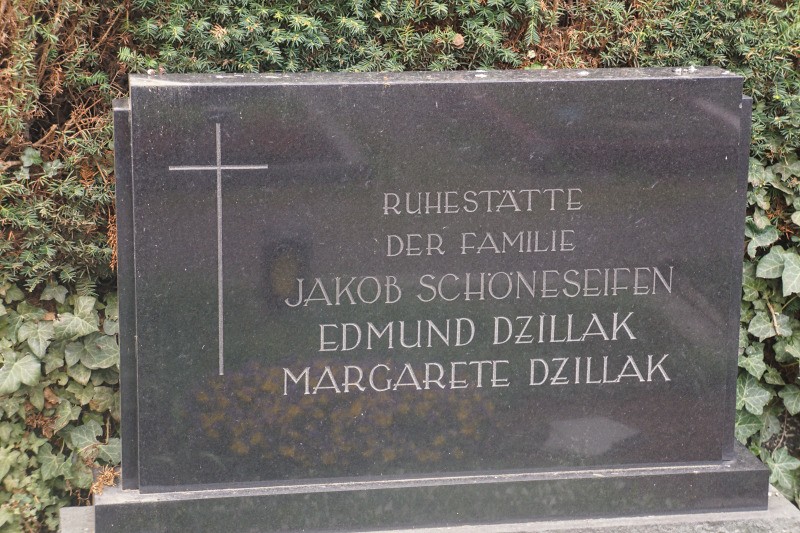 RUHESTÄTTE
DER FAMILIE
JAKOB SCHÖNESEIFEN
EDMUND DZILLAK
MARGARETE DZILLAK